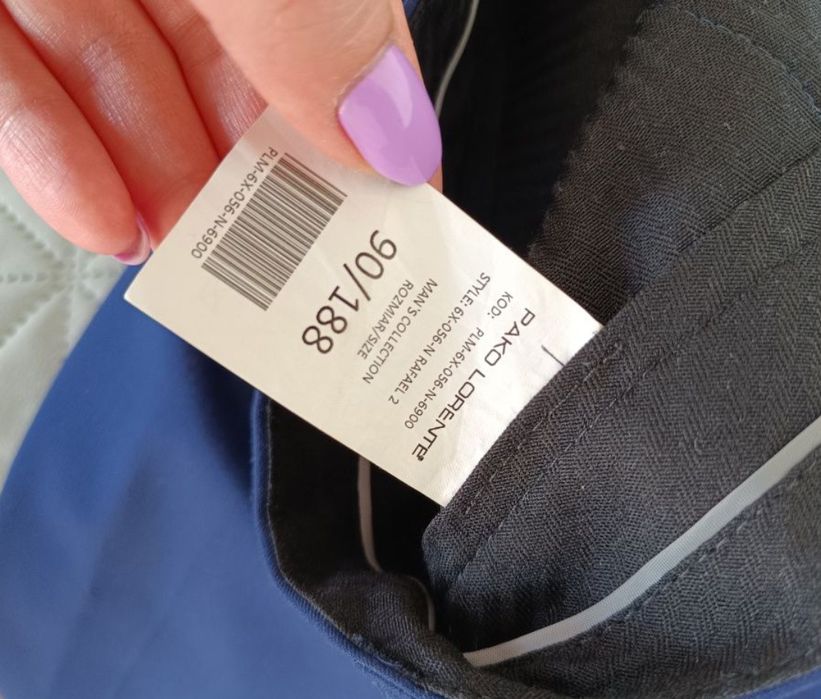 PAKO LORENTE®
KOD: PLM-6X-056-N-6900
STYLE: 6X-056-N RAFAEL 2
MAN'S COLLECTION
ROZMIAR/SIZE
90/188
PLM-6X-056-N-6900